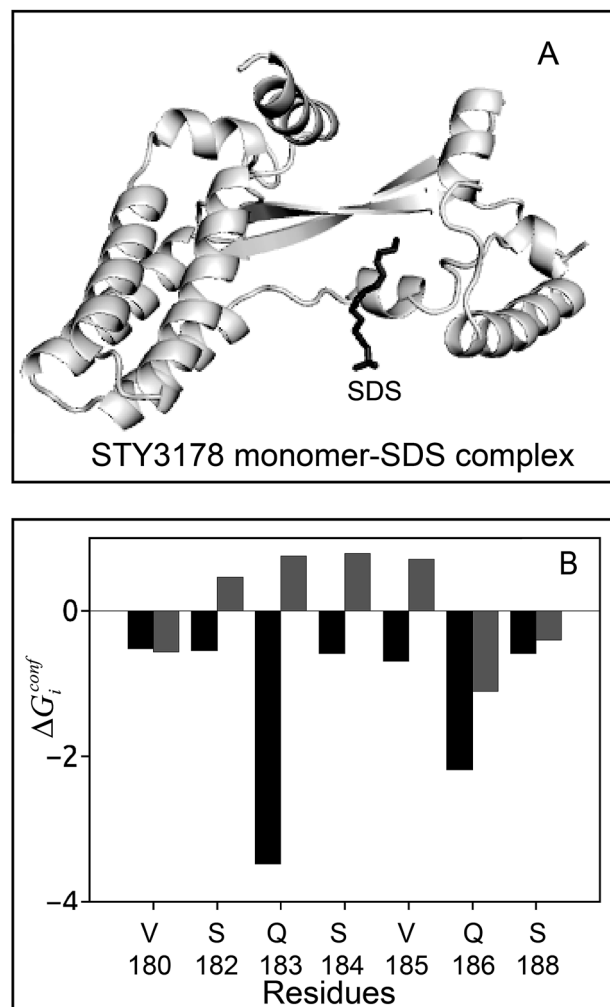 A
SDS
STY3178 monomer-SDS complex
B
0
−2
−4
ΔG_i^{conf}
V S Q S V Q S
180 182 183 184 185 186 188
Residues